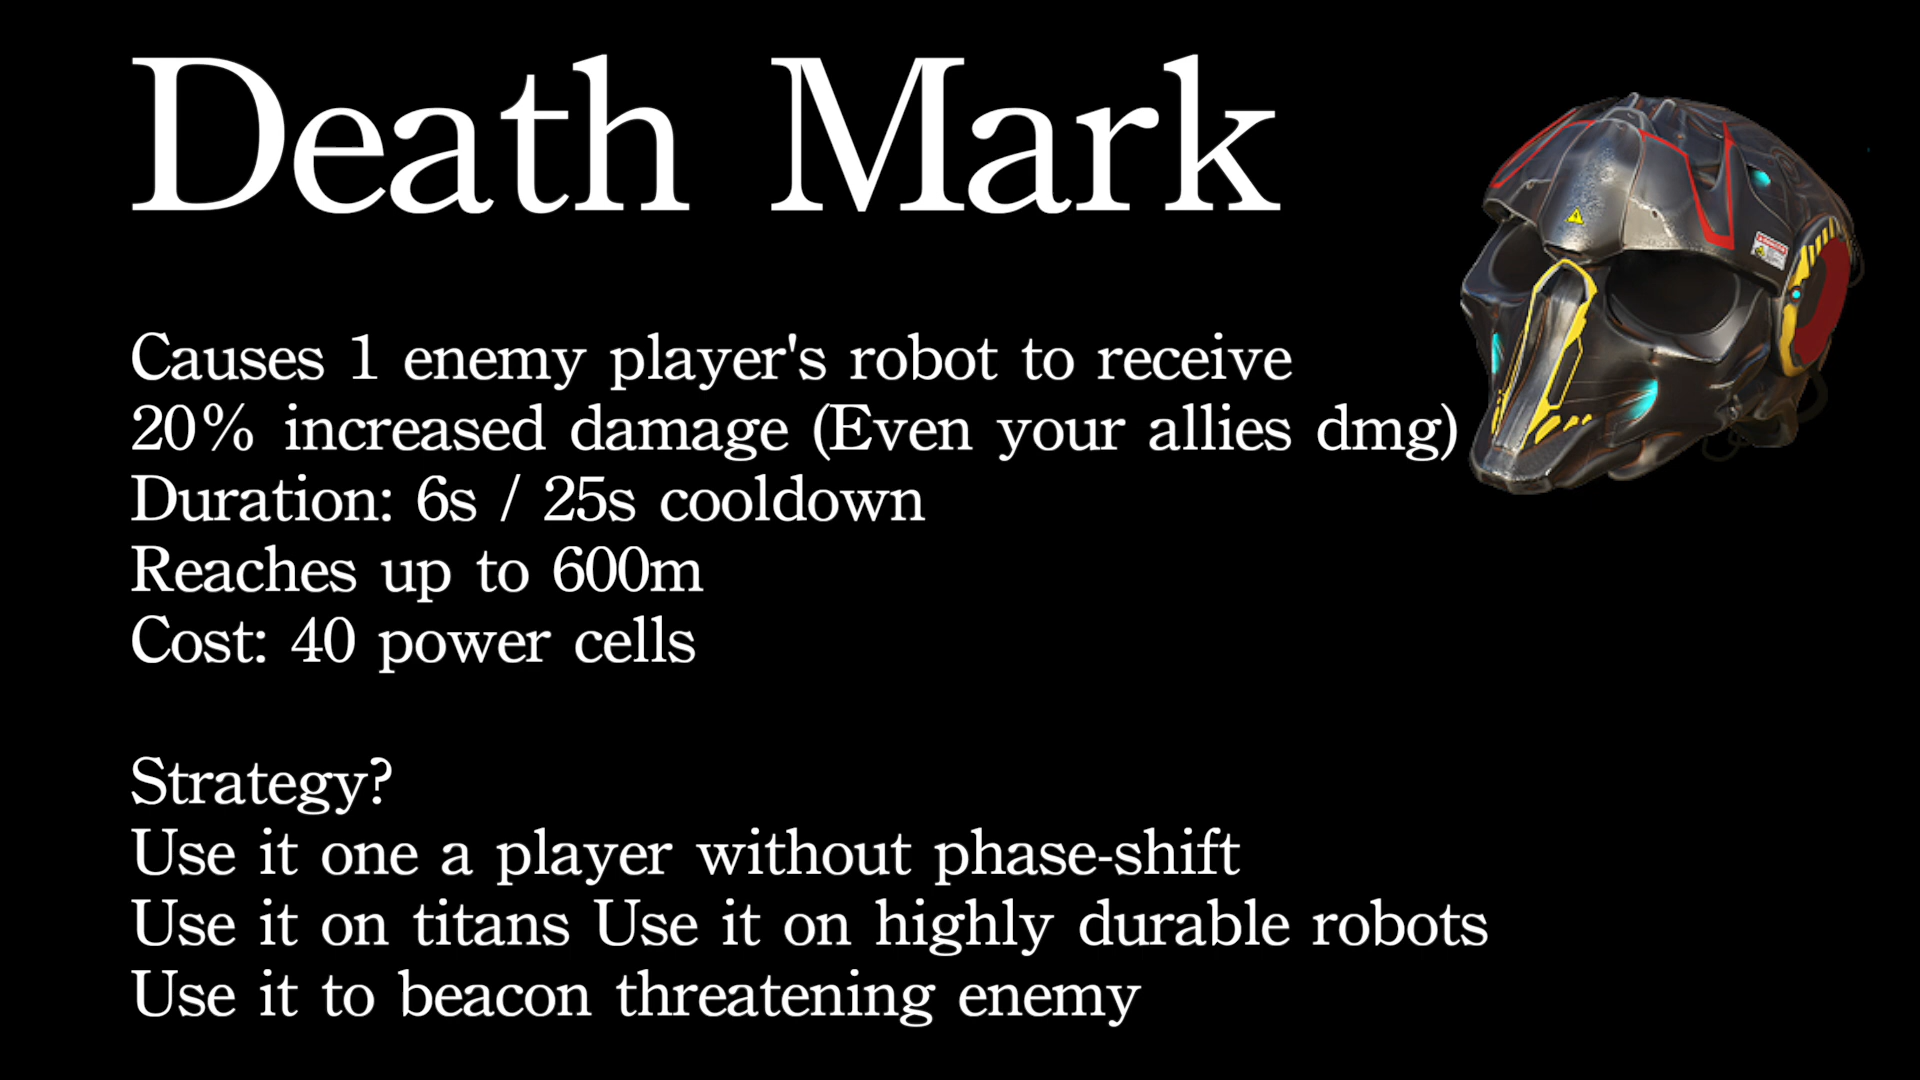 Death Mark
Causes 1 enemy player's robot to receive
20% increased damage (Even your allies dmg)
Duration: 6s / 25s cooldown
Reaches up to 600m
Cost: 40 power cells
Strategy?
Use it one a player without phase-shift
Use it on titans Use it on highly durable robots
Use it to beacon threatening enemy